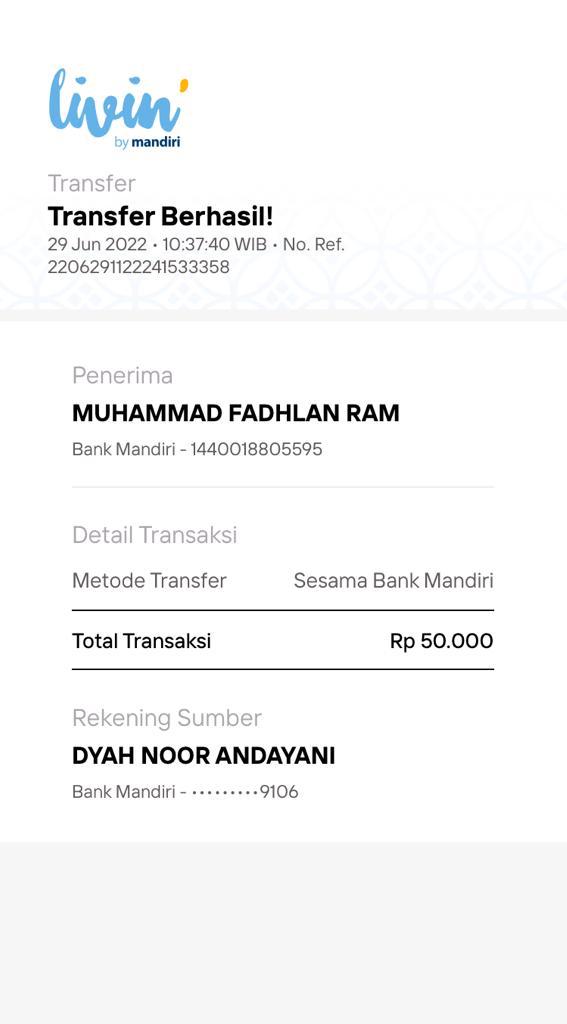 livin'
by mandiri
Transfer
Transfer Berhasil!
29 Jun 2022 • 10:37:40 WIB • No. Ref.
2206291122241533358
Penerima
MUHAMMAD FADHLAN RAM
Bank Mandiri - 1440018805595
Detail Transaksi
Metode Transfer Sesama Bank Mandiri
Total Transaksi Rp 50.000
Rekening Sumber
DYAH NOOR ANDAYANI
Bank Mandiri - •••••••••9106